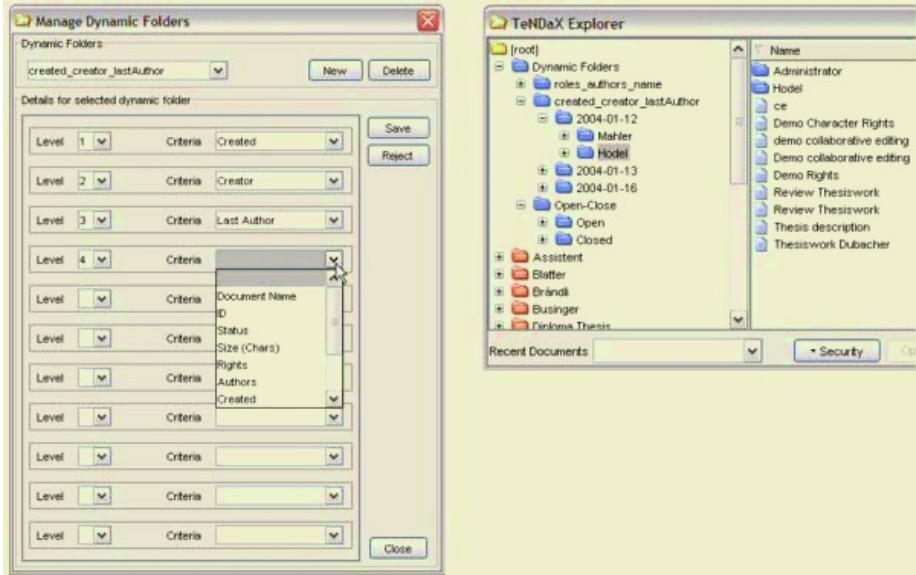 Manage Dynamic Folders
Dynamic Folders
created_creator_lastAuthor
New
Delete
Details for selected dynamic folder
Level 1 Criteria Created
Save
Reject
Level 2 Criteria Creator
Level 3 Criteria Last Author
Level 4 Criteria
Document Name
Level Criteria
ID
Status
Level Criteria
Size (Chars)
Rights
Level Criteria
Authors
Created
Level Criteria
Level Criteria
Level Criteria
Level Criteria
Close
TeNDaX Explorer
[root]
Dynamic Folders
roles_authors_name
created_creator_lastAuthor
2004-01-12
Mahler
Hodel
2004-01-13
2004-01-16
Open-Close
Open
Closed
Assistent
Blatter
Brändli
Businger
Diploma Thesis
Name
Administrator
Hodel
ce
Demo Character Rights
demo collaborative editing
Demo collaborative editing
Demo Rights
Review Thesiswork
Review Thesiswork
Thesis description
Thesiswork Dubacher
Recent Documents
Security
Op